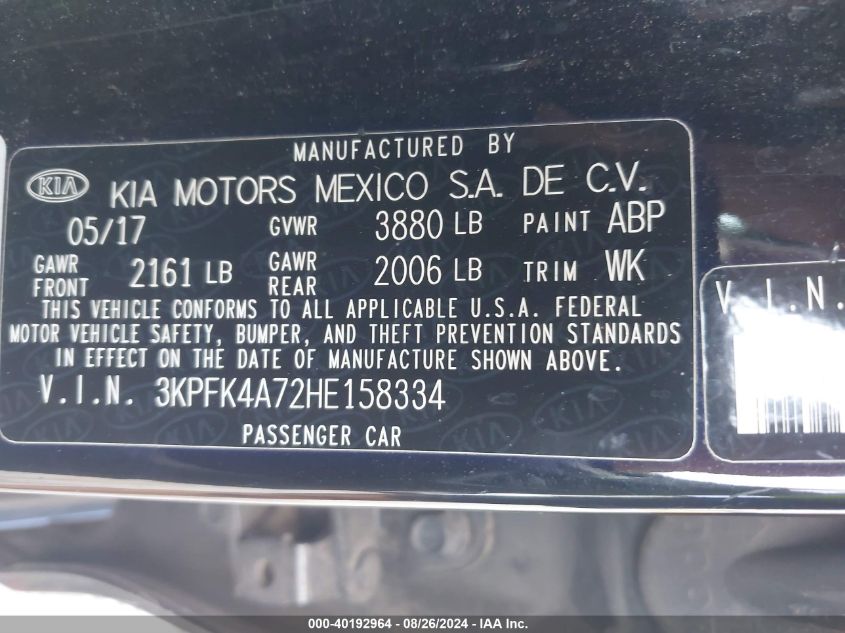 MANUFACTURED BY
KIA KIA MOTORS MEXICO S.A. DE C.V.
05/17 GVWR 3880 LB PAINT ABP
GAWR FRONT 2161 LB GAWR REAR 2006 LB TRIM WK
THIS VEHICLE CONFORMS TO ALL APPLICABLE U.S.A. FEDERAL
MOTOR VEHICLE SAFETY, BUMPER, AND THEFT PREVENTION STANDARDS
IN EFFECT ON THE DATE OF MANUFACTURE SHOWN ABOVE.
V.I.N. 3KPFK4A72HE158334
PASSENGER CAR
V.I.N.
000-40192964 - 08/26/2024 - IAA Inc.